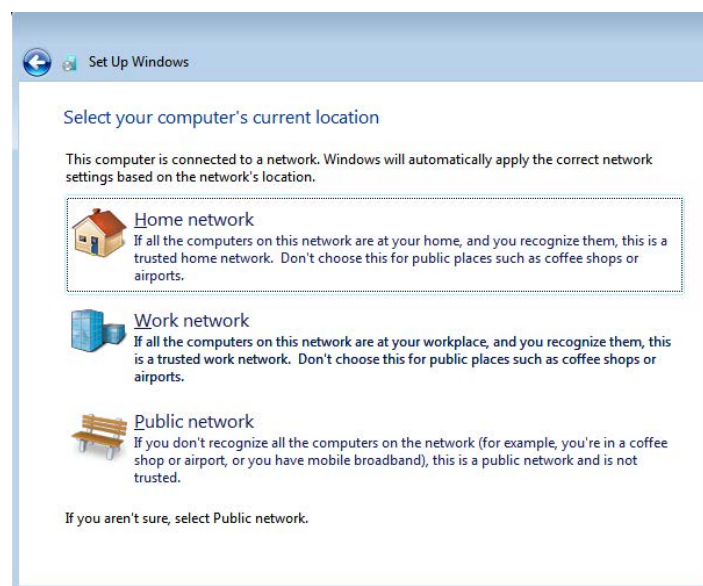 Set Up Windows
Select your computer's current location
This computer is connected to a network. Windows will automatically apply the correct network
settings based on the network's location.
Home network
If all the computers on this network are at your home, and you recognize them, this is a
trusted home network.  Don't choose this for public places such as coffee shops or
airports.
Work network
If all the computers on this network are at your workplace, and you recognize them, this
is a trusted work network.  Don't choose this for public places such as coffee shops or
airports.
Public network
If you don't recognize all the computers on the network (for example, you're in a coffee
shop or airport, or you have mobile broadband), this is a public network and is not
trusted.
If you aren't sure, select Public network.